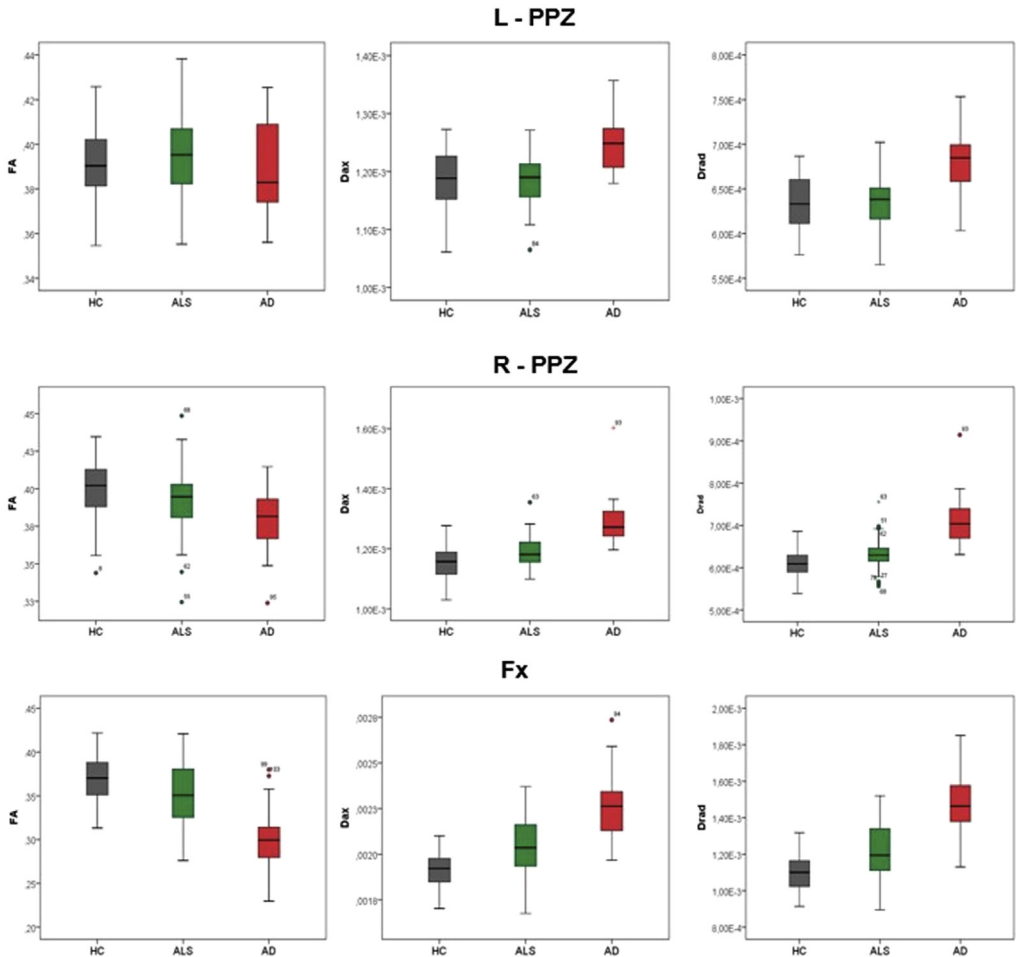 L - PPZ
,44
,42
,40
,38
,36
,34
FA
HC ALS AD
1,40E-3
1,30E-3
1,20E-3
1,10E-3
1,00E-3
Dax
84
HC ALS AD
8,00E-4
7,50E-4
7,00E-4
6,50E-4
6,00E-4
5,50E-4
Drad
HC ALS AD
R - PPZ
,45
,43
,40
,38
,35
,33
FA
HC ALS AD
1,60E-3
1,40E-3
1,20E-3
1,00E-3
Dax
93
63
HC ALS AD
1,00E-3
9,00E-4
8,00E-4
7,00E-4
6,00E-4
5,00E-4
Drad
93
63
51
HC ALS AD
Fx
,45
,40
,35
,30
,25
,20
FA
HC ALS AD
,0028
,0025
,0023
,0020
,0018
Dax
94
HC ALS AD
2,00E-3
1,80E-3
1,60E-3
1,40E-3
1,20E-3
1,00E-3
8,00E-4
Drad
HC ALS AD